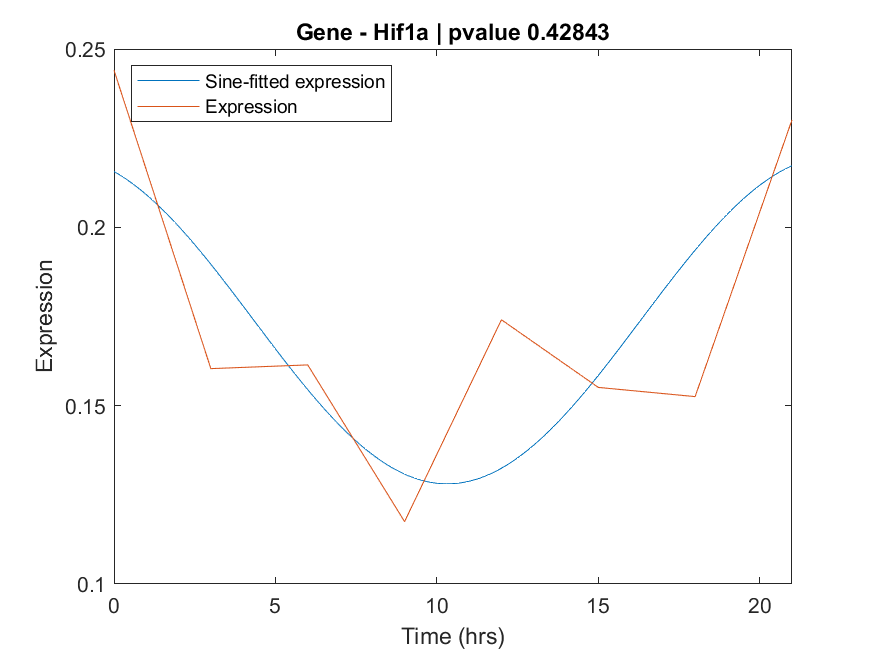 Gene - Hif1a | pvalue 0.42843
0.25
Sine-fitted expression
Expression
0.2
Expression
0.15
0.1
0
5
10
15
20
Time (hrs)